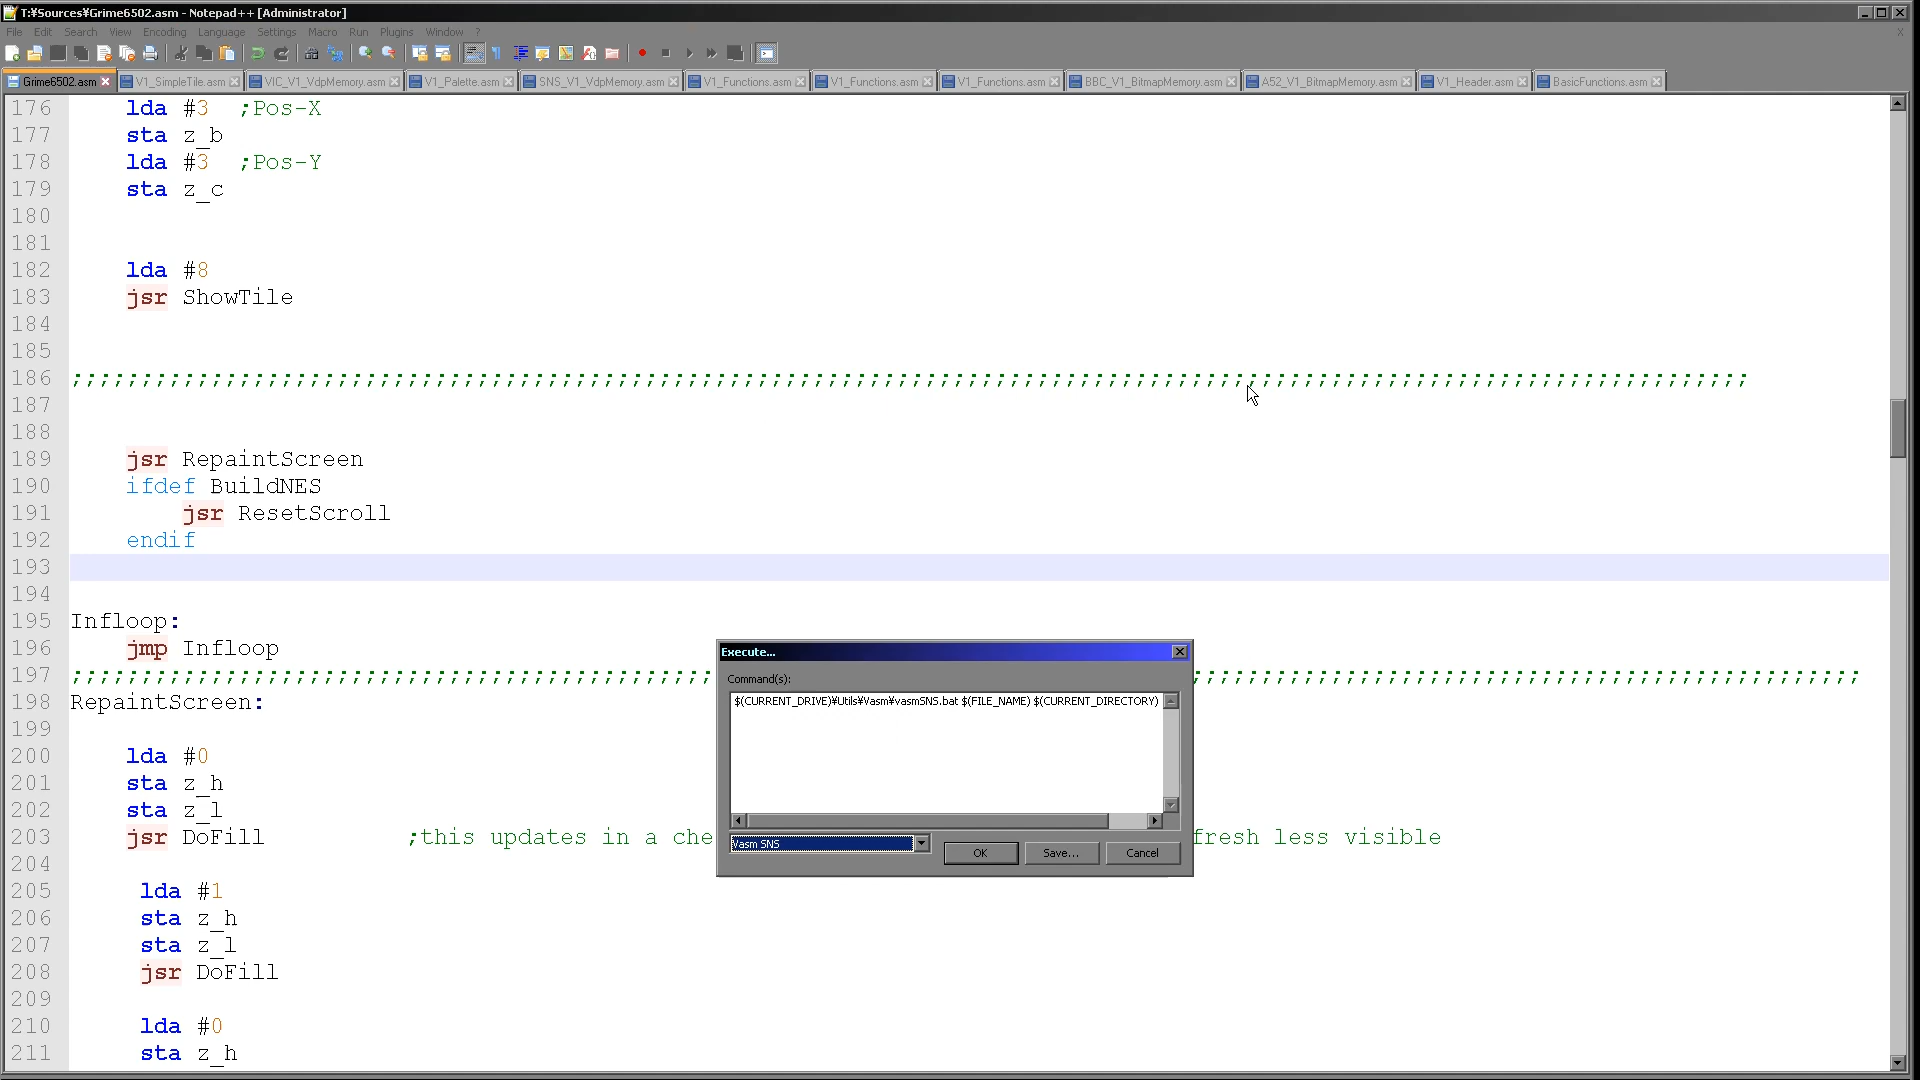 T:¥Sources¥Grime6502.asm - Notepad++ [Administrator]
File Edit Search View Encoding Language Settings Macro Run Plugins Window ?
X
Grime6502.asm V1_SimpleTile.asm VIC_V1_VdpMemory.asm V1_Palette.asm SNS_V1_VdpMemory.asm V1_Functions.asm V1_Functions.asm V1_Functions.asm BBC_V1_BitmapMemory.asm A52_V1_BitmapMemory.asm V1_Header.asm BasicFunctions.asm
176 lda #3 ;Pos-X
177 sta z_b
178 lda #3 ;Pos-Y
179 sta z_c
180
181
182 lda #8
183 jsr ShowTile
184
185
186 ;;;;;;;;;;;;;;;;;;;;;;;;;;;;;;;;;;;;;;;;;;;;;;;;;;;;;;;;;;;;;;;;;;;;;;;;;;;;;;;;;;;;;;;;;;;;;;;;;;;;;;;;;;;;;;;;;;;;;;;;
187
188
189 jsr RepaintScreen
190 ifdef BuildNES
191 jsr ResetScroll
192 endif
193
194
195 Infloop:
196 jmp Infloop
197 ;;;;;;;;;;;;;;;;;;;;;;;;;;;;;;;;;;;;;;;;;;;;;; ;;;;;;;;;;;;;;;;;;;;;;;;;;;;;;;;;;;;;;;;;;;;;;;;
198 RepaintScreen:
199
200 lda #0
201 sta z_h
202 sta z_l
203 jsr DoFill ;this updates in a che fresh less visible
204
205 lda #1
206 sta z_h
207 sta z_l
208 jsr DoFill
209
210 lda #0
211 sta z_h
Execute...
Command(s):
$(CURRENT_DRIVE)¥Utils¥Vasm¥vasmSNS.bat $(FILE_NAME) $(CURRENT_DIRECTORY)
Vasm SNS
OK Save... Cancel